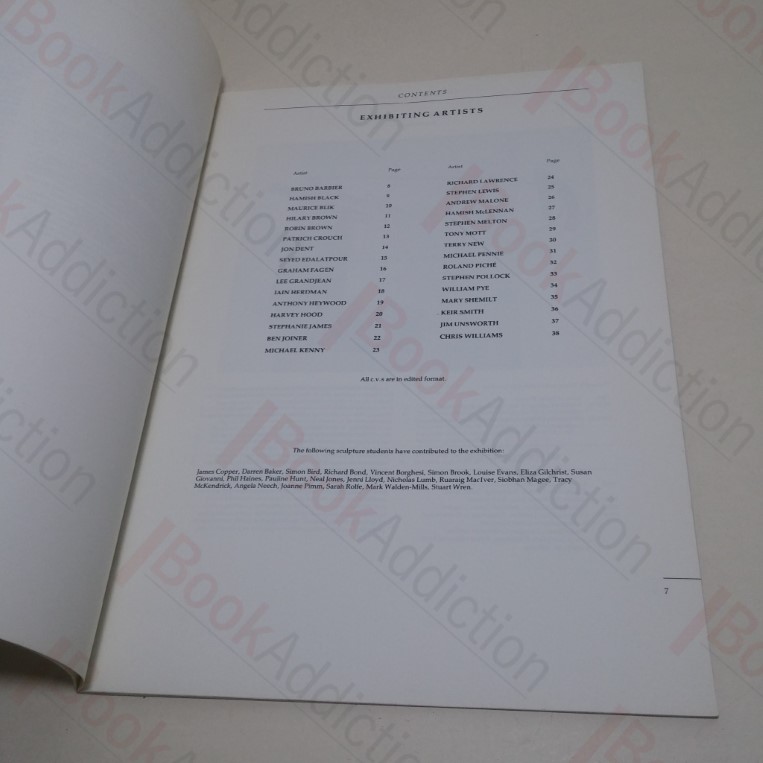 CONTENTS
EXHIBITING ARTISTS
Artist Page
BRUNO BARBIER 8
HAMISH BLACK 9
MAURICE BLIK 10
HILARY BROWN 11
ROBIN BROWN 12
PATRICH CROUCH 13
JON DENT 14
SEYED EDALATPOUR 15
GRAHAM FAGEN 16
LEE GRANDJEAN 17
IAIN HERDMAN 18
ANTHONY HEYWOOD 19
HARVEY HOOD 20
STEPHANIE JAMES 21
BEN JOINER 22
MICHAEL KENNY 23
Artist Page
RICHARD LAWRENCE 24
STEPHEN LEWIS 25
ANDREW MALONE 26
HAMISH McLENNAN 27
STEPHEN MELTON 28
TONY MOTT 29
TERRY NEW 30
MICHAEL PENNIE 31
ROLAND PICHÉ 32
STEPHEN POLLOCK 33
WILLIAM PYE 34
MARY SHEMILT 35
KEIR SMITH 36
JIM UNSWORTH 37
CHRIS WILLIAMS 38
All c.v.s are in edited format.
The following sculpture students have contributed to the exhibition:
James Copper, Darren Baker, Simon Bird, Richard Bond, Vincent Borghesi, Simon Brook, Louise Evans, Eliza Gilchrist, Susan
Giovanni, Phil Haines, Pauline Hunt, Neal Jones, Jenni Lloyd, Nicholas Lumb, Ruaraig MacIver, Siobhan Magee, Tracy
McKendrick, Angela Neech, Joanne Pimm, Sarah Rolfe, Mark Walden-Mills, Stuart Wren.
7
BookAddiction